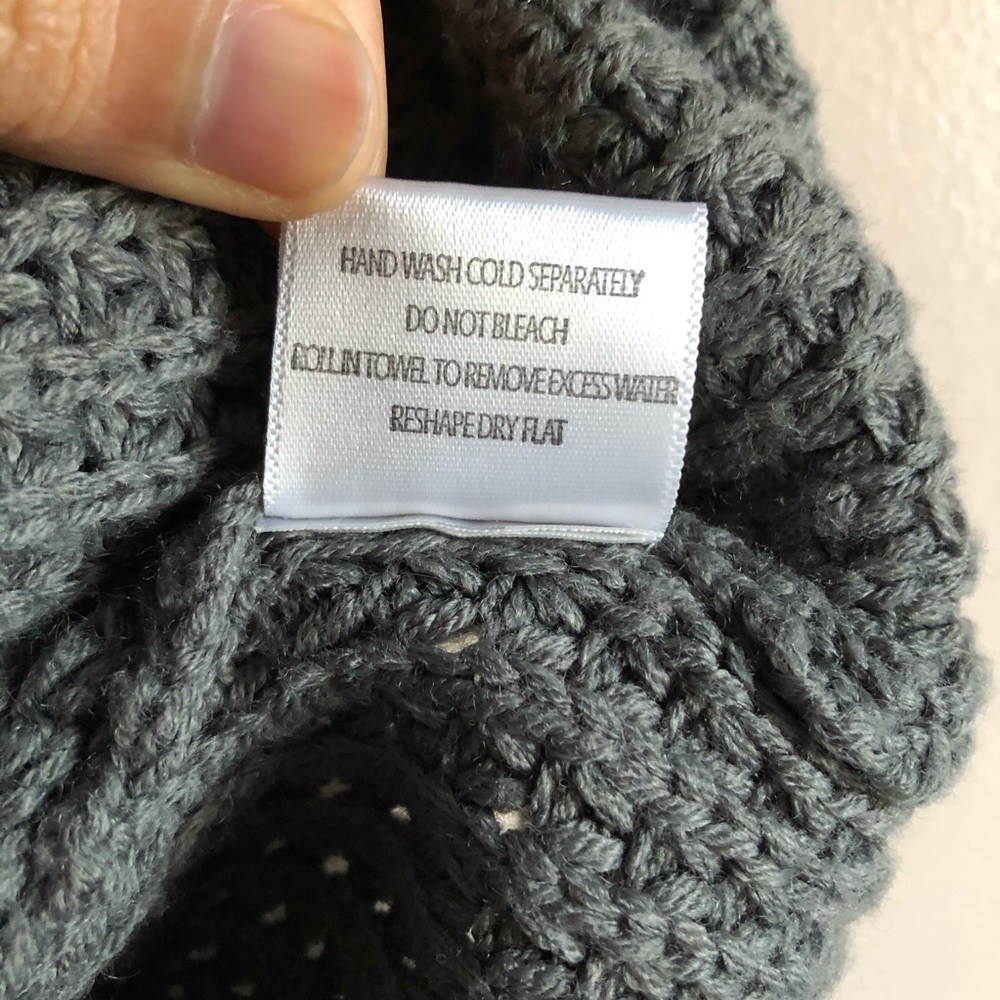 HAND WASH COLD SEPARATELY
DO NOT BLEACH
ROLL IN TOWEL TO REMOVE EXCESS WATER
RESHAPE DRY FLAT